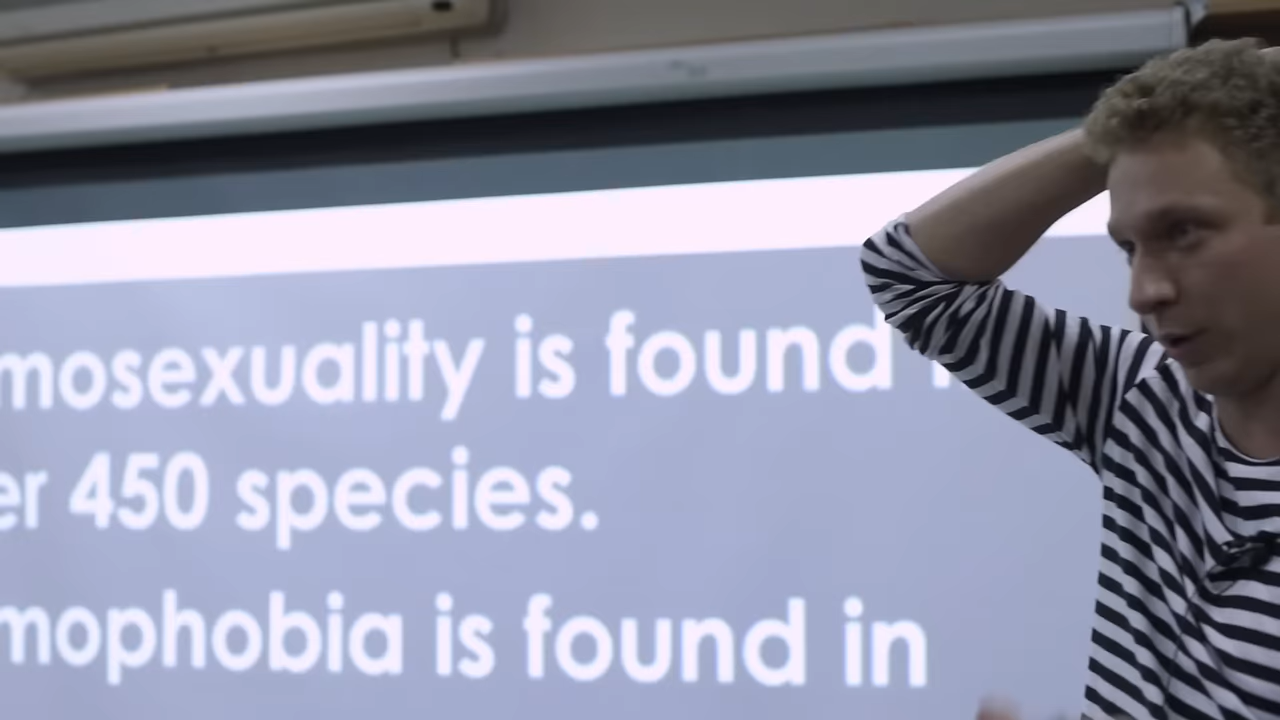 mosexuality is found
er 450 species.
mophobia is found in